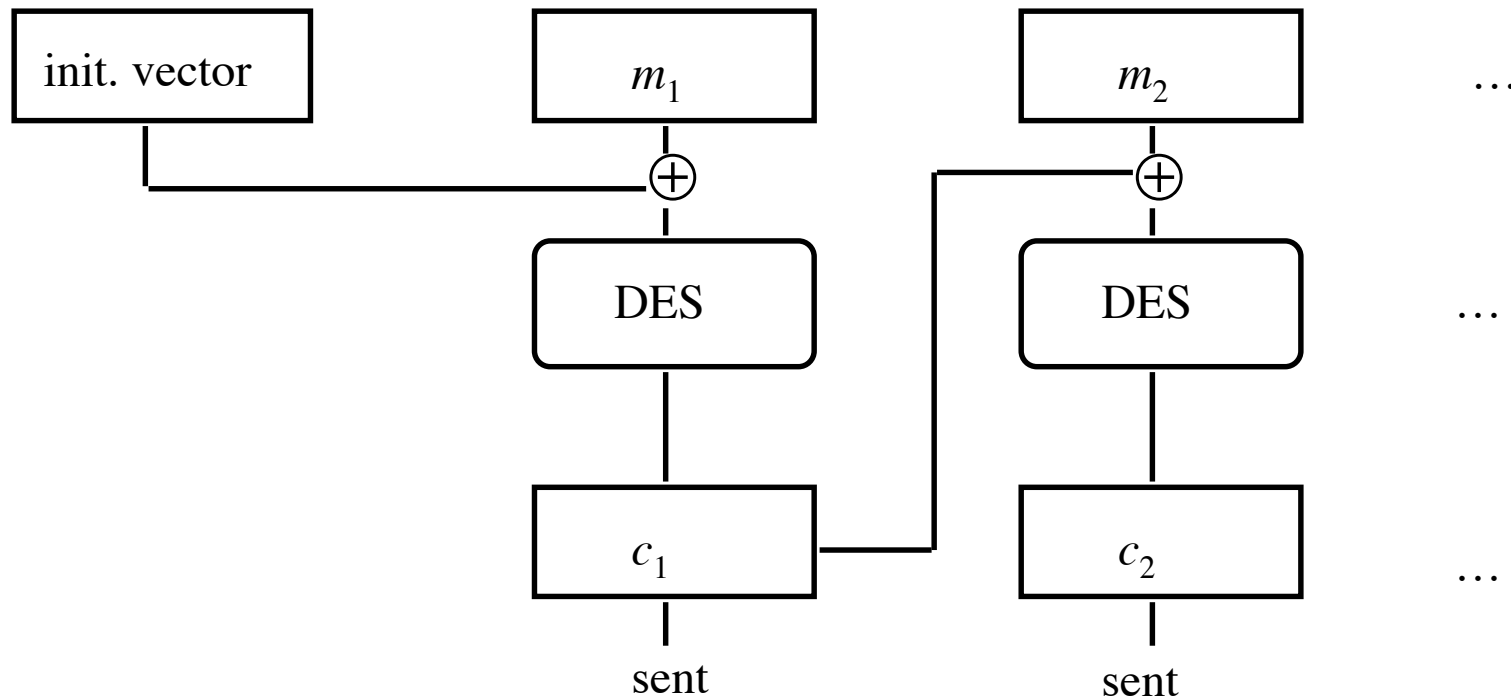 init. vector
m₁
m₂
…
⊕
⊕
DES
DES
…
c₁
c₂
…
sent
sent